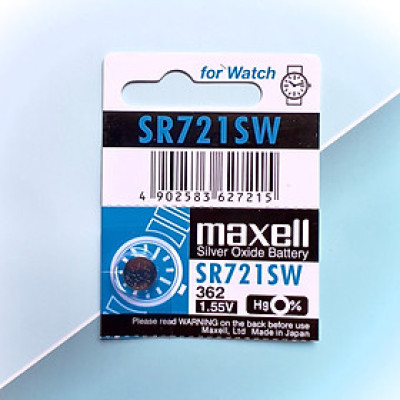 for Watch
SR721SW
4 902583 627215
maxell
Silver Oxide Battery
SR721SW
362
1.55V
Hg 0%
Please read WARNING on the back before use
Maxell, Ltd Made in Japan